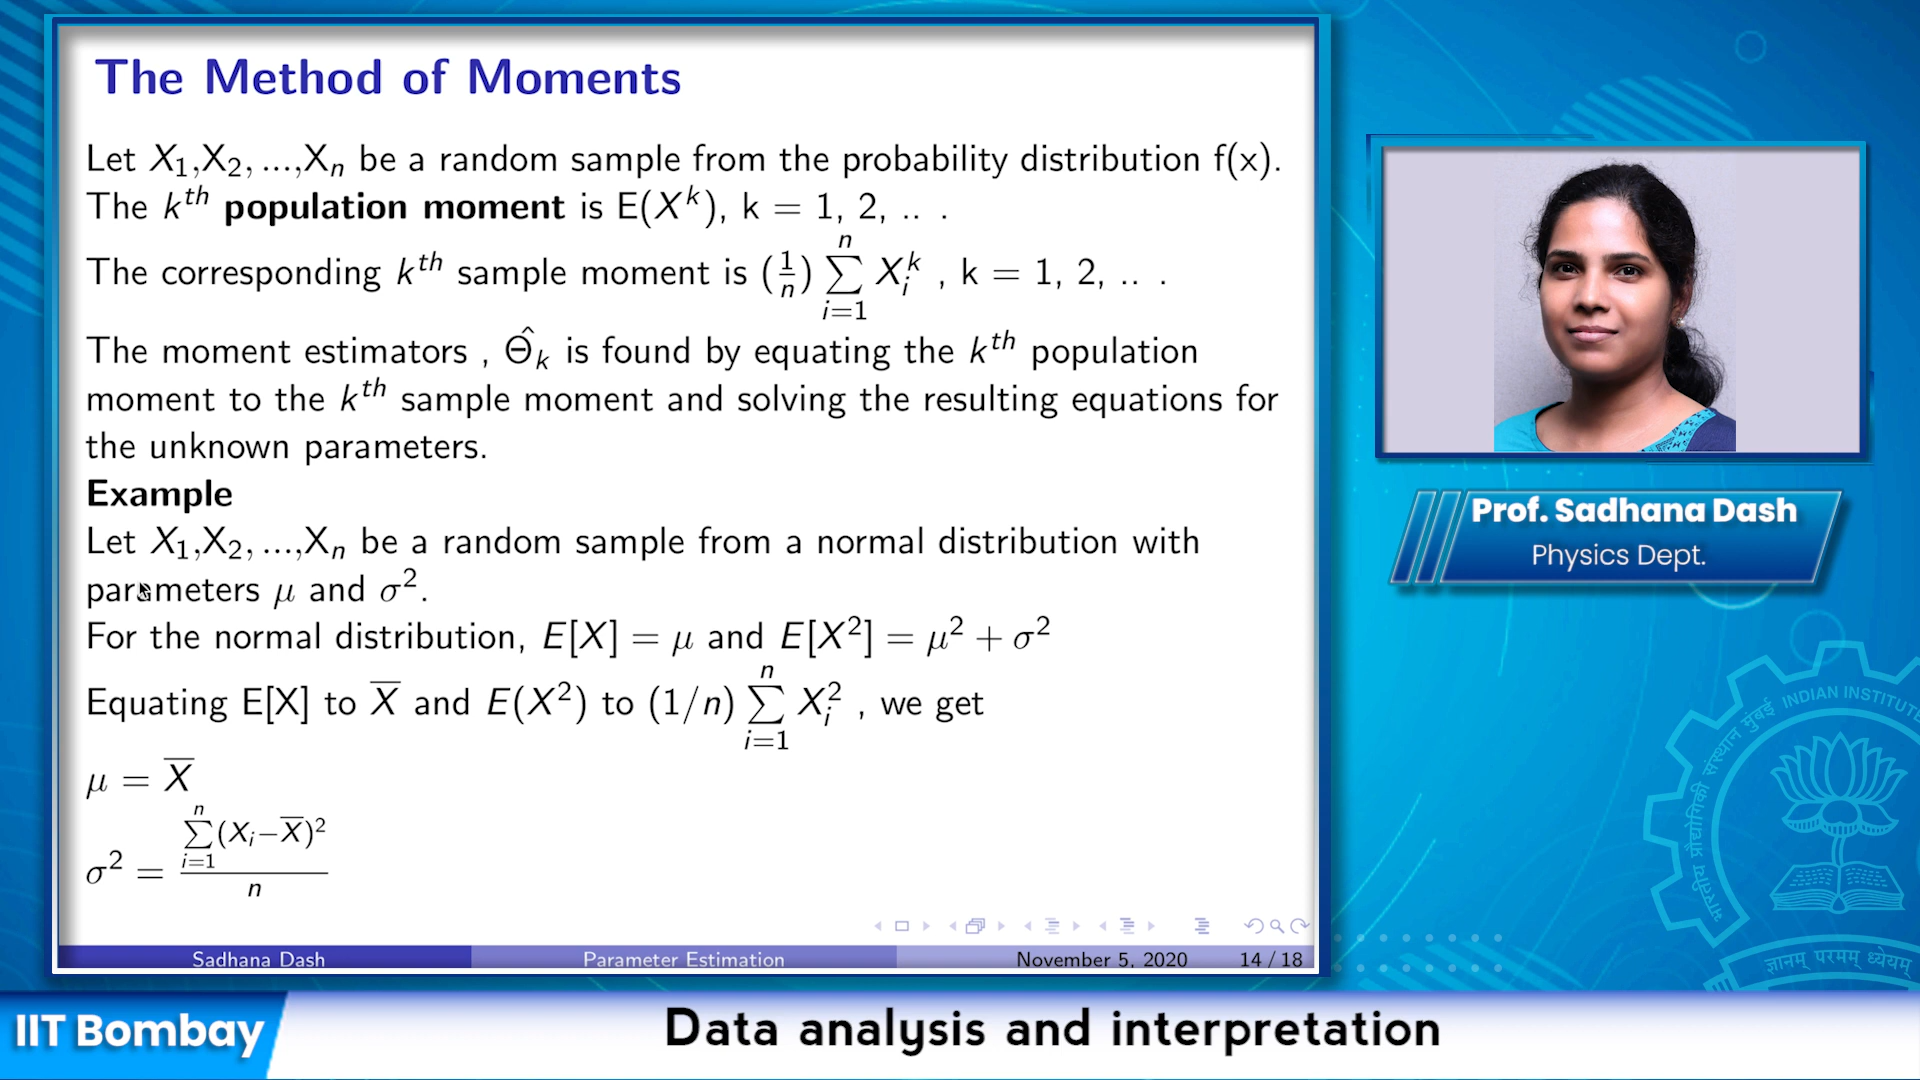 The Method of Moments
Let X₁,X₂, ...,Xₙ be a random sample from the probability distribution f(x).
The kᵗʰ population moment is E(Xᵏ), k = 1, 2, .. .
The corresponding kᵗʰ sample moment is (1/n) ∑ᵢ₌₁ⁿ Xᵢᵏ , k = 1, 2, .. .
The moment estimators , Θ̂ₖ is found by equating the kᵗʰ population
moment to the kᵗʰ sample moment and solving the resulting equations for
the unknown parameters.
Example
Let X₁,X₂, ...,Xₙ be a random sample from a normal distribution with
parameters μ and σ².
For the normal distribution, E[X] = μ and E[X²] = μ² + σ²
Equating E[X] to X̅ and E(X²) to (1/n) ∑ᵢ₌₁ⁿ Xᵢ² , we get
μ = X̅
σ² = ∑ᵢ₌₁ⁿ(Xᵢ−X̅)² / n
Sadhana Dash Parameter Estimation November 5, 2020 14 / 18
Prof. Sadhana Dash
Physics Dept.
INDIAN INSTITUTE
भारतीय प्रौद्योगिकी संस्थान मुंबई
ज्ञानम् परमम् ध्येयम्
IIT Bombay
Data analysis and interpretation